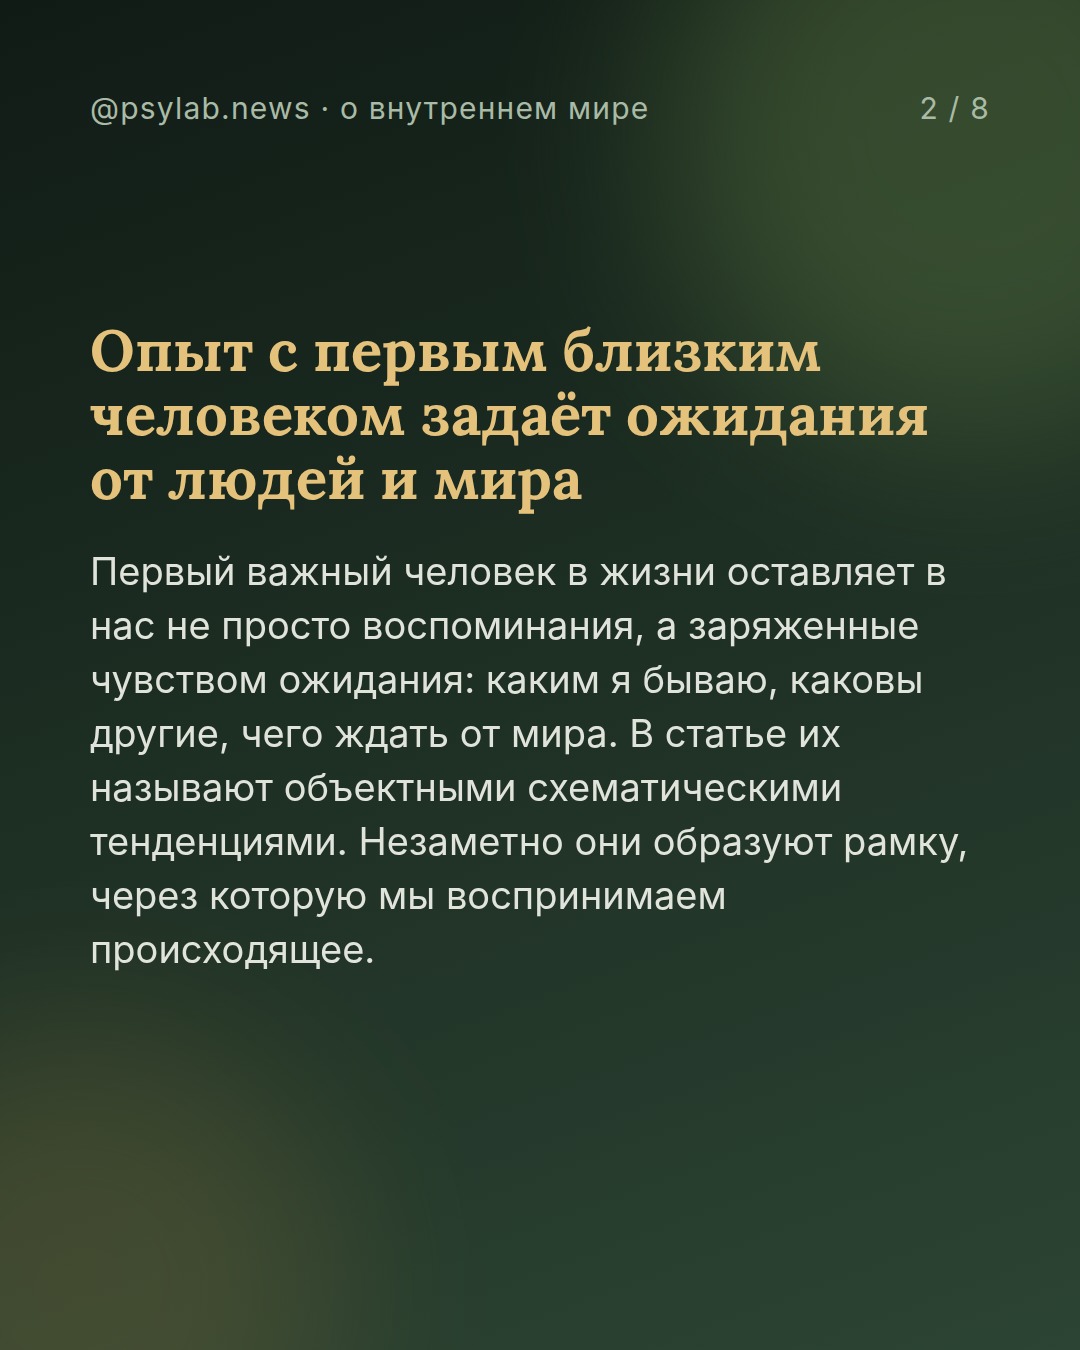 @psylab.news · о внутреннем мире
2 / 8
Опыт с первым близким
человеком задаёт ожидания
от людей и мира
Первый важный человек в жизни оставляет в
нас не просто воспоминания, а заряженные
чувством ожидания: каким я бываю, каковы
другие, чего ждать от мира. В статье их
называют объектными схематическими
тенденциями. Незаметно они образуют рамку,
через которую мы воспринимаем
происходящее.